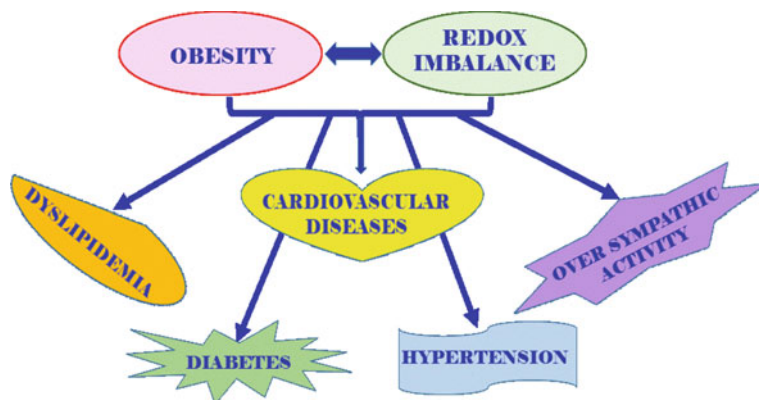 OBESITY
REDOX
IMBALANCE
DYSLIPIDEMIA
CARDIOVASCULAR
DISEASES
OVER SYMPATHIC
ACTIVITY
DIABETES
HYPERTENSION